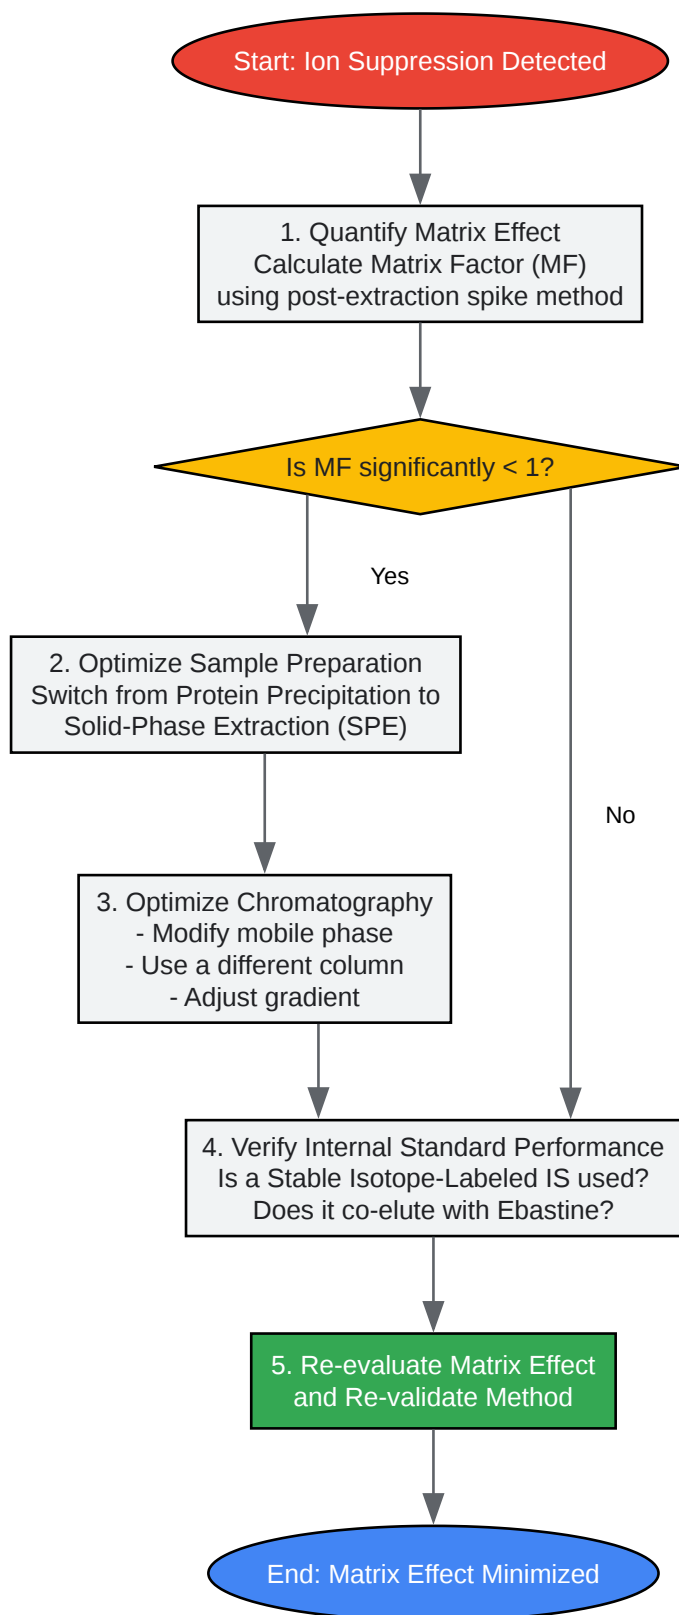 Start: Ion Suppression Detected
1. Quantify Matrix Effect
Calculate Matrix Factor (MF)
using post-extraction spike method
Is MF significantly < 1?
Yes
2. Optimize Sample Preparation
Switch from Protein Precipitation to
Solid-Phase Extraction (SPE)
No
3. Optimize Chromatography
- Modify mobile phase
- Use a different column
- Adjust gradient
4. Verify Internal Standard Performance
Is a Stable Isotope-Labeled IS used?
Does it co-elute with Ebastine?
5. Re-evaluate Matrix Effect
and Re-validate Method
End: Matrix Effect Minimized